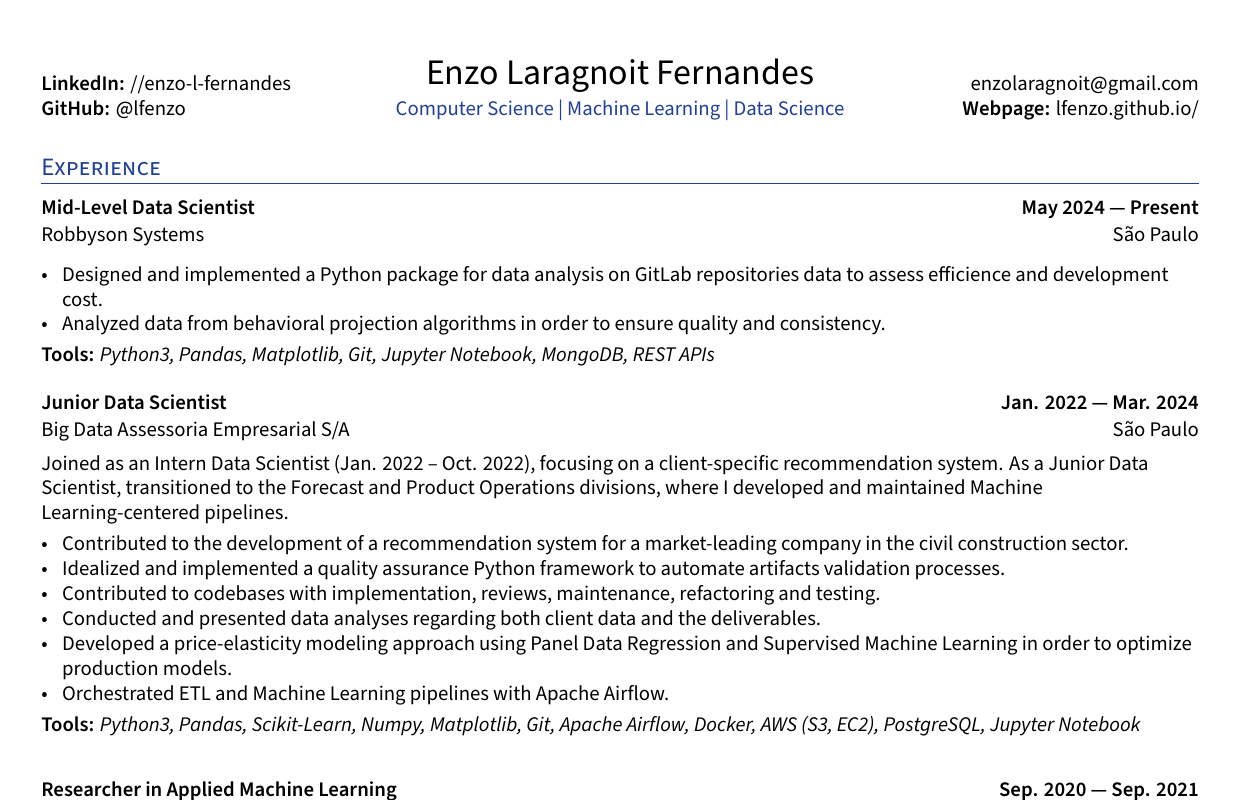 Enzo Laragnoit Fernandes
LinkedIn: //enzo-l-fernandes
GitHub: @lfenzo
Computer Science | Machine Learning | Data Science
enzolaragnoit@gmail.com
Webpage: lfenzo.github.io/
Experience
Mid-Level Data Scientist May 2024 — Present
Robbyson Systems São Paulo
• Designed and implemented a Python package for data analysis on GitLab repositories data to assess efficience and development
cost.
• Analyzed data from behavioral projection algorithms in order to ensure quality and consistency.
Tools: Python3, Pandas, Matplotlib, Git, Jupyter Notebook, MongoDB, REST APIs
Junior Data Scientist Jan. 2022 — Mar. 2024
Big Data Assessoria Empresarial S/A São Paulo
Joined as an Intern Data Scientist (Jan. 2022 – Oct. 2022), focusing on a client-specific recommendation system. As a Junior Data
Scientist, transitioned to the Forecast and Product Operations divisions, where I developed and maintained Machine
Learning-centered pipelines.
• Contributed to the development of a recommendation system for a market-leading company in the civil construction sector.
• Idealized and implemented a quality assurance Python framework to automate artifacts validation processes.
• Contributed to codebases with implementation, reviews, maintenance, refactoring and testing.
• Conducted and presented data analyses regarding both client data and the deliverables.
• Developed a price-elasticity modeling approach using Panel Data Regression and Supervised Machine Learning in order to optimize
production models.
• Orchestrated ETL and Machine Learning pipelines with Apache Airflow.
Tools: Python3, Pandas, Scikit-Learn, Numpy, Matplotlib, Git, Apache Airflow, Docker, AWS (S3, EC2), PostgreSQL, Jupyter Notebook
Researcher in Applied Machine Learning Sep. 2020 — Sep. 2021